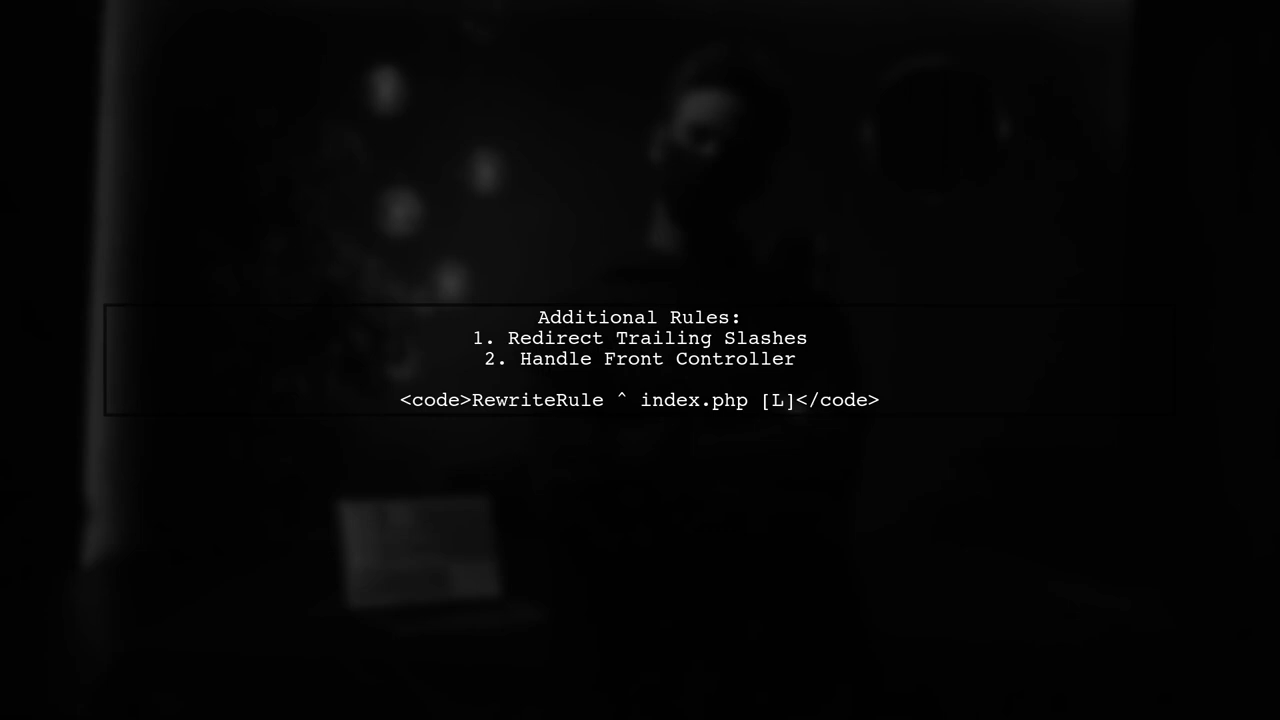 Additional Rules:
1. Redirect Trailing Slashes
2. Handle Front Controller
<code>RewriteRule ^ index.php [L]</code>